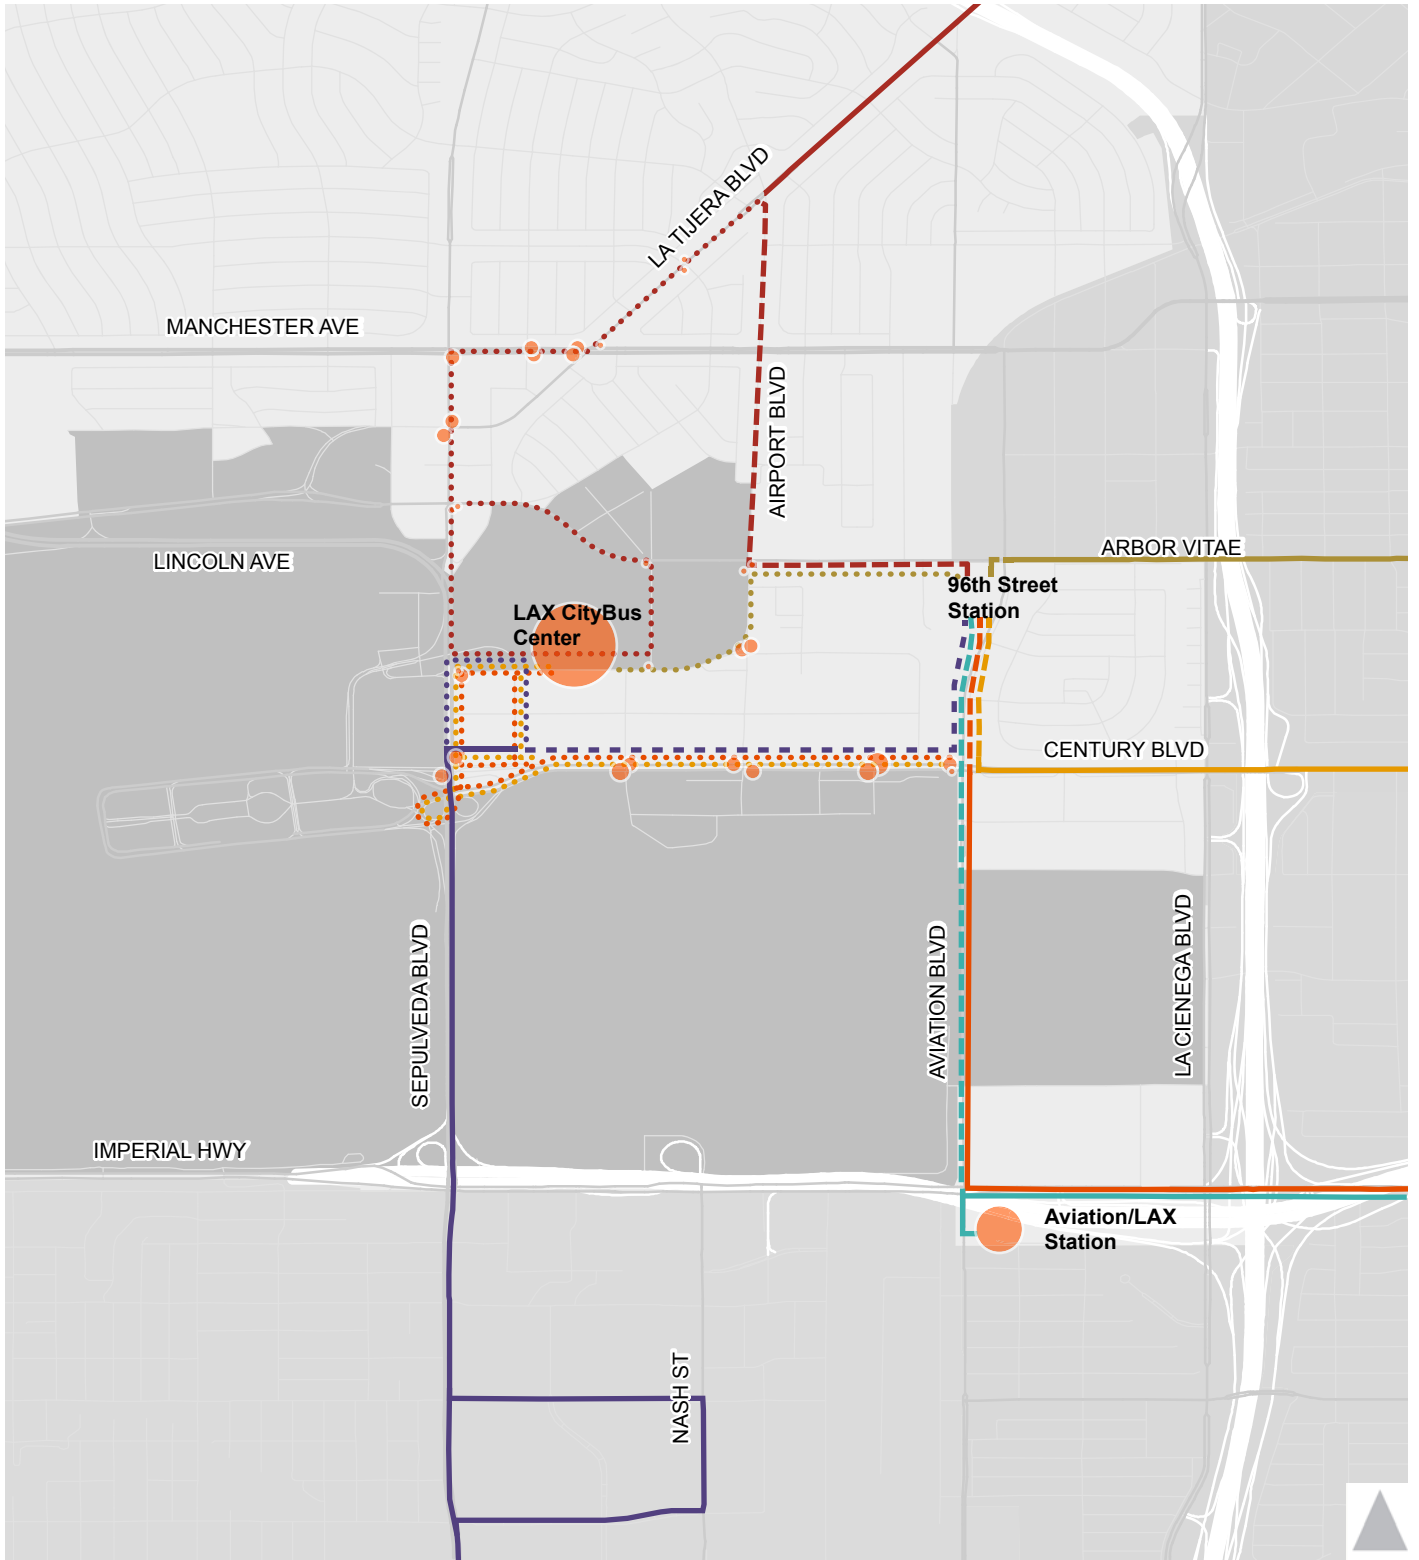 LA TIJERA BLVD
MANCHESTER AVE
AIRPORT BLVD
LINCOLN AVE
ARBOR VITAE
96th Street
Station
LAX CityBus
Center
CENTURY BLVD
SEPULVEDA BLVD
AVIATION BLVD
LA CIENEGA BLVD
IMPERIAL HWY
Aviation/LAX
Station
NASH ST